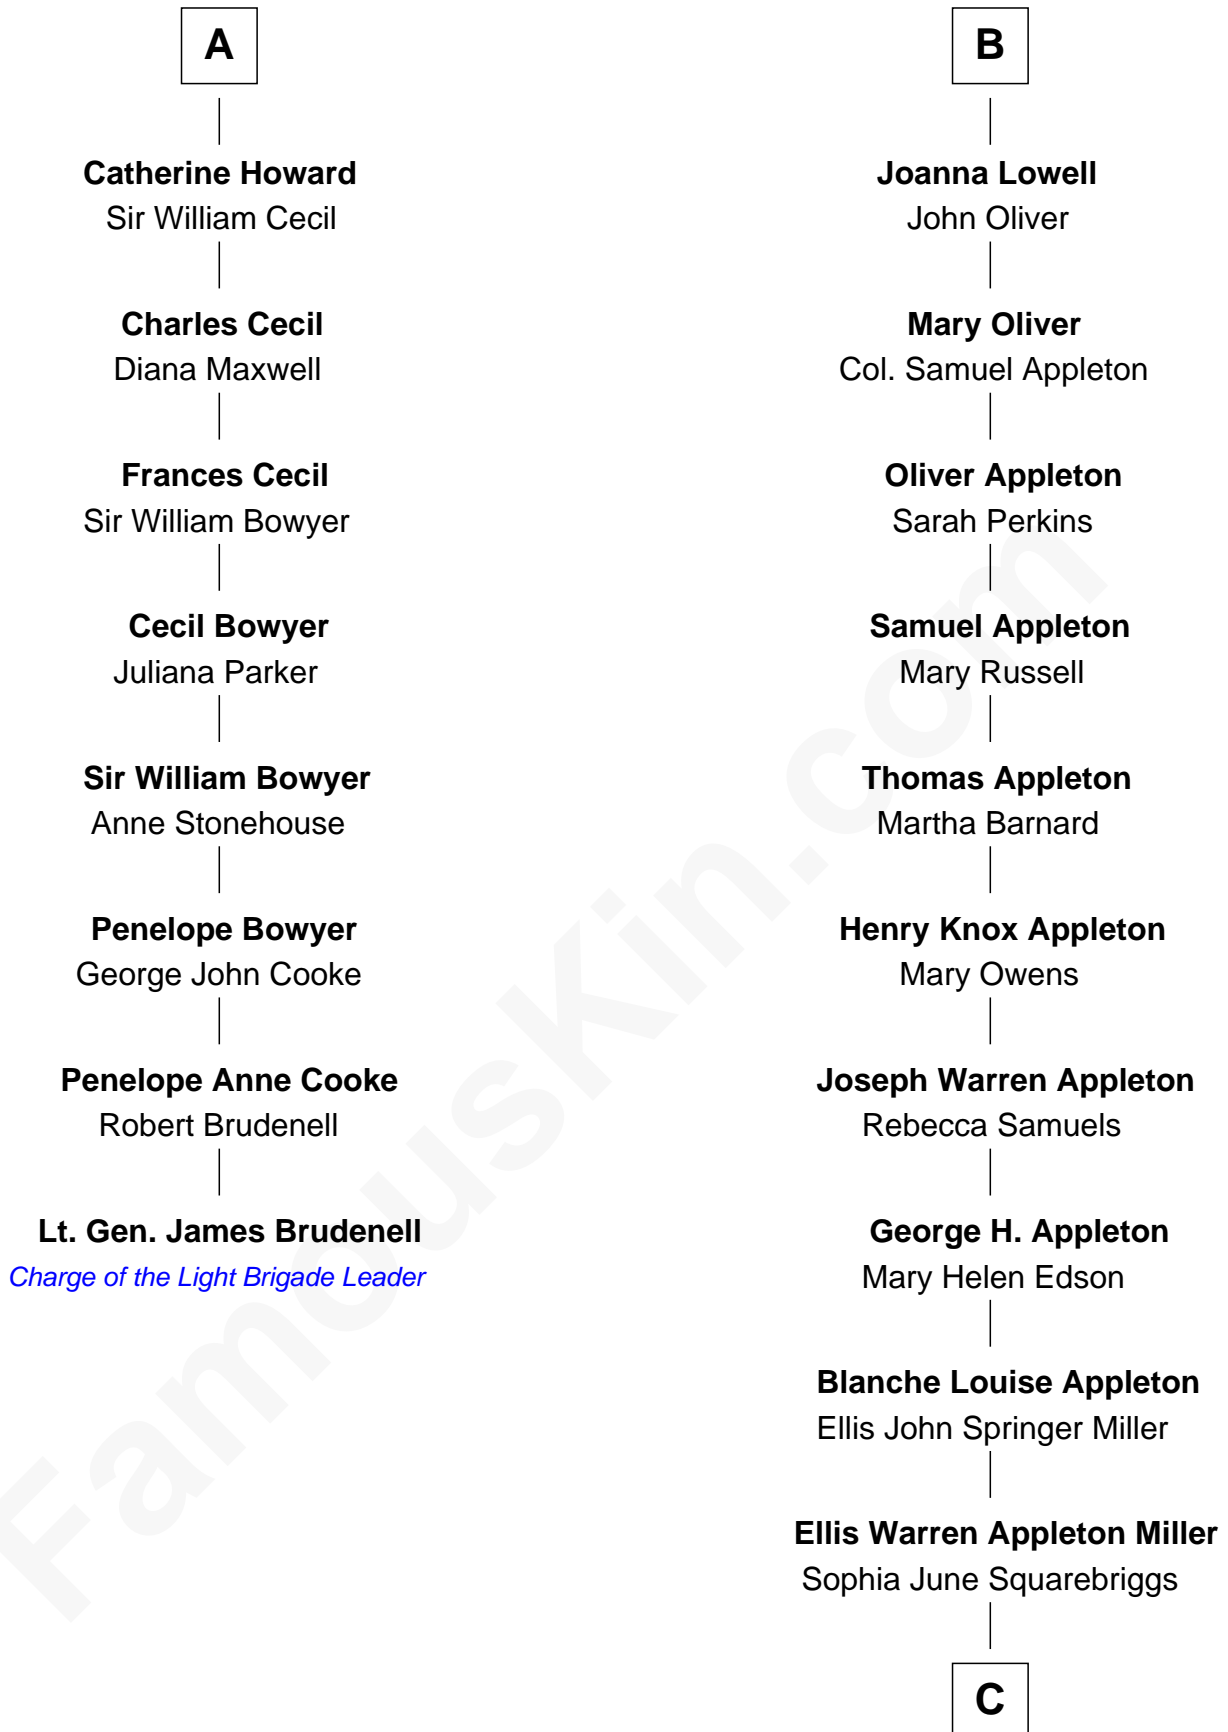 A
Catherine Howard
Sir William Cecil
Charles Cecil
Diana Maxwell
Frances Cecil
Sir William Bowyer
Cecil Bowyer
Juliana Parker
Sir William Bowyer
Anne Stonehouse
Penelope Bowyer
George John Cooke
Penelope Anne Cooke
Robert Brudenell
Lt. Gen. James Brudenell
Charge of the Light Brigade Leader
B
Joanna Lowell
John Oliver
Mary Oliver
Col. Samuel Appleton
Oliver Appleton
Sarah Perkins
Samuel Appleton
Mary Russell
Thomas Appleton
Martha Barnard
Henry Knox Appleton
Mary Owens
Joseph Warren Appleton
Rebecca Samuels
George H. Appleton
Mary Helen Edson
Blanche Louise Appleton
Ellis John Springer Miller
Ellis Warren Appleton Miller
Sophia June Squarebriggs
C
FamousKin.com